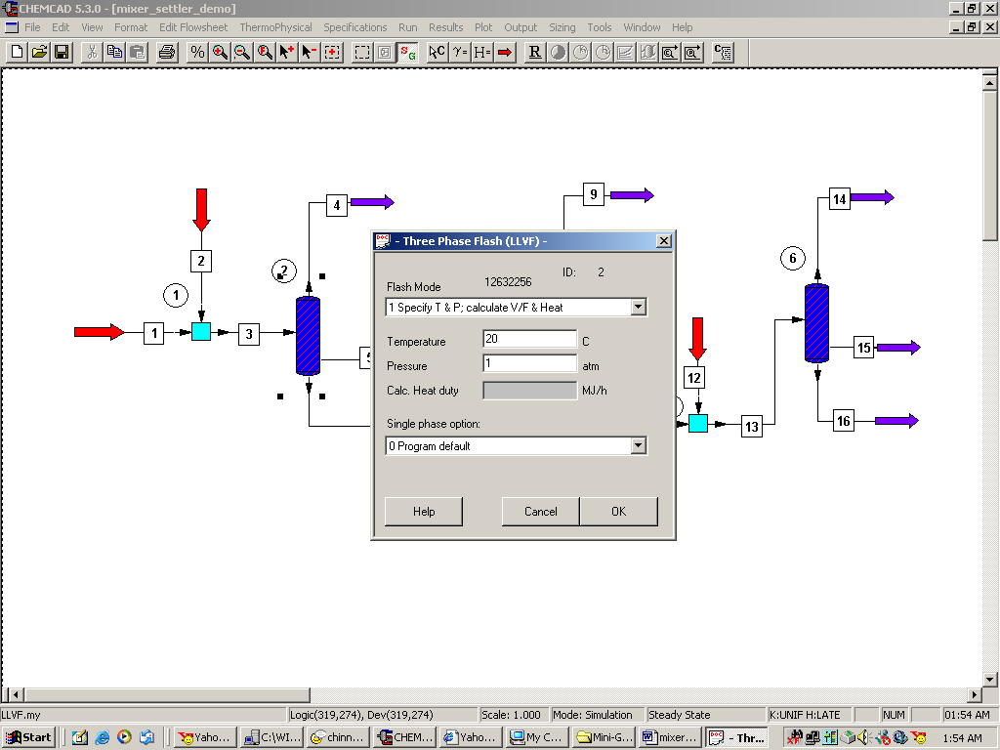 CHEMCAD 5.3.0 - [mixer_settler_demo]
File Edit View Format Edit Flowsheet ThermoPhysical Specifications Run Results Plot Output Sizing Tools Window Help
% S G C γ= H= R C
4 9 14
2 2 6
1
1 3
- Three Phase Flash (LLVF) -
ID: 2
Flash Mode 12632256
1 Specify T & P; calculate V/F & Heat
Temperature 20 C
Pressure 1 atm
Calc. Heat duty MJ/h
Single phase option:
0 Program default
Help Cancel OK
15
12
13 16
LLVF.my Logic(319,274), Dev(319,274) Scale: 1.000 Mode: Simulation Steady State K:UNIF H:LATE NUM 01:54 AM
Start Yaho... C:\WI... chinn... CHEM... Yaho... My C... Mini-G... mixer... - Thr... 1:54 AM